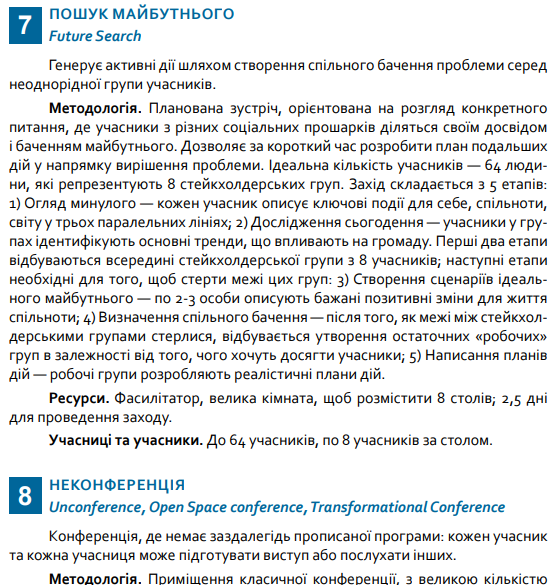 7
ПОШУК МАЙБУТНЬОГО
Future Search
Генерує активні дії шляхом створення спільного бачення проблеми серед
неоднорідної групи учасників.
Методологія. Планована зустріч, орієнтована на розгляд конкретного
питання, де учасники з різних соціальних прошарків діляться своїм досвідом
і баченням майбутнього. Дозволяє за короткий час розробити план подальших
дій у напрямку вирішення проблеми. Ідеальна кількість учасників — 64 люди-
ни, які репрезентують 8 стейкхолдерських груп. Захід складається з 5 етапів:
1) Огляд минулого — кожен учасник описує ключові події для себе, спільноти,
світу у трьох паралельних лініях; 2) Дослідження сьогодення — учасники у гру-
пах ідентифікують основні тренди, що впливають на громаду. Перші два етапи
відбуваються всередині стейкхолдерської групи з 8 учасників; наступні етапи
необхідні для того, щоб стерти межі цих груп: 3) Створення сценаріїв ідеаль-
ного майбутнього — по 2-3 особи описують бажані позитивні зміни для життя
спільноти; 4) Визначення спільного бачення — після того, як межі між стейкхол-
дерськими групами стерлися, відбувається утворення остаточних «робочих»
груп в залежності від того, чого хочуть досягти учасники; 5) Написання планів
дій — робочі групи розробляють реалістичні плани дій.
Ресурси. Фасилітатор, велика кімната, щоб розмістити 8 столів; 2,5 дні
для проведення заходу.
Учасниці та учасники. До 64 учасників, по 8 учасників за столом.
8
НЕКОНФЕРЕНЦІЯ
Unconference, Open Space conference, Transformational Conference
Конференція, де немає заздалегідь прописаної програми: кожен учасник
та кожна учасниця може підготувати виступ або послухати інших.
Методологія. Приміщення класичної конференції, з великою кількістю